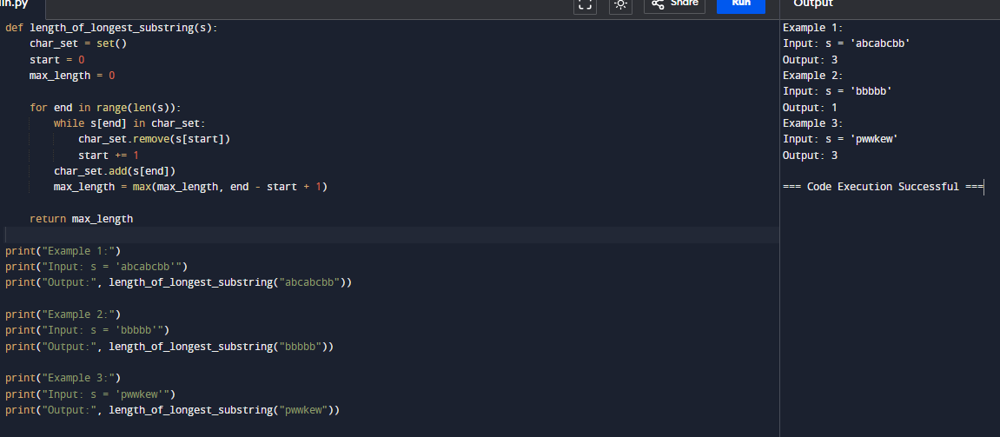 in.py
Share
Run
Output
def length_of_longest_substring(s):
    char_set = set()
    start = 0
    max_length = 0
    for end in range(len(s)):
        while s[end] in char_set:
            char_set.remove(s[start])
            start += 1
        char_set.add(s[end])
        max_length = max(max_length, end - start + 1)
    return max_length
print("Example 1:")
print("Input: s = 'abcabcbb'")
print("Output:", length_of_longest_substring("abcabcbb"))
print("Example 2:")
print("Input: s = 'bbbbb'")
print("Output:", length_of_longest_substring("bbbbb"))
print("Example 3:")
print("Input: s = 'pwwkew'")
print("Output:", length_of_longest_substring("pwwkew"))
Example 1:
Input: s = 'abcabcbb'
Output: 3
Example 2:
Input: s = 'bbbbb'
Output: 1
Example 3:
Input: s = 'pwwkew'
Output: 3
=== Code Execution Successful ===